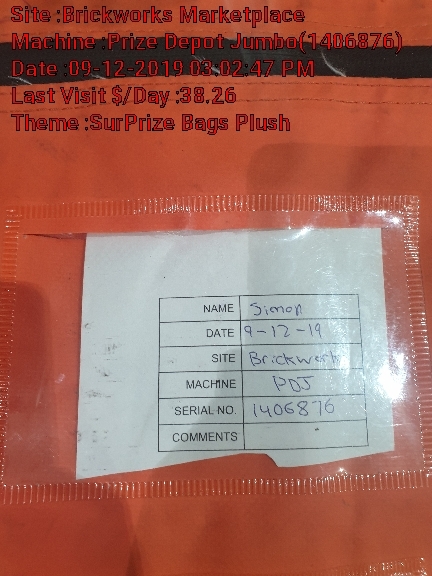 Site :Brickworks Marketplace
Machine :Prize Depot Jumbo(1406876)
Date :09-12-2019 03:02:47 PM
Last Visit $/Day :38.26
Theme :SurPrize Bags Plush
NAME Simon
DATE 9-12-19
SITE Brickwork
MACHINE PDJ
SERIAL NO. 1406876
COMMENTS